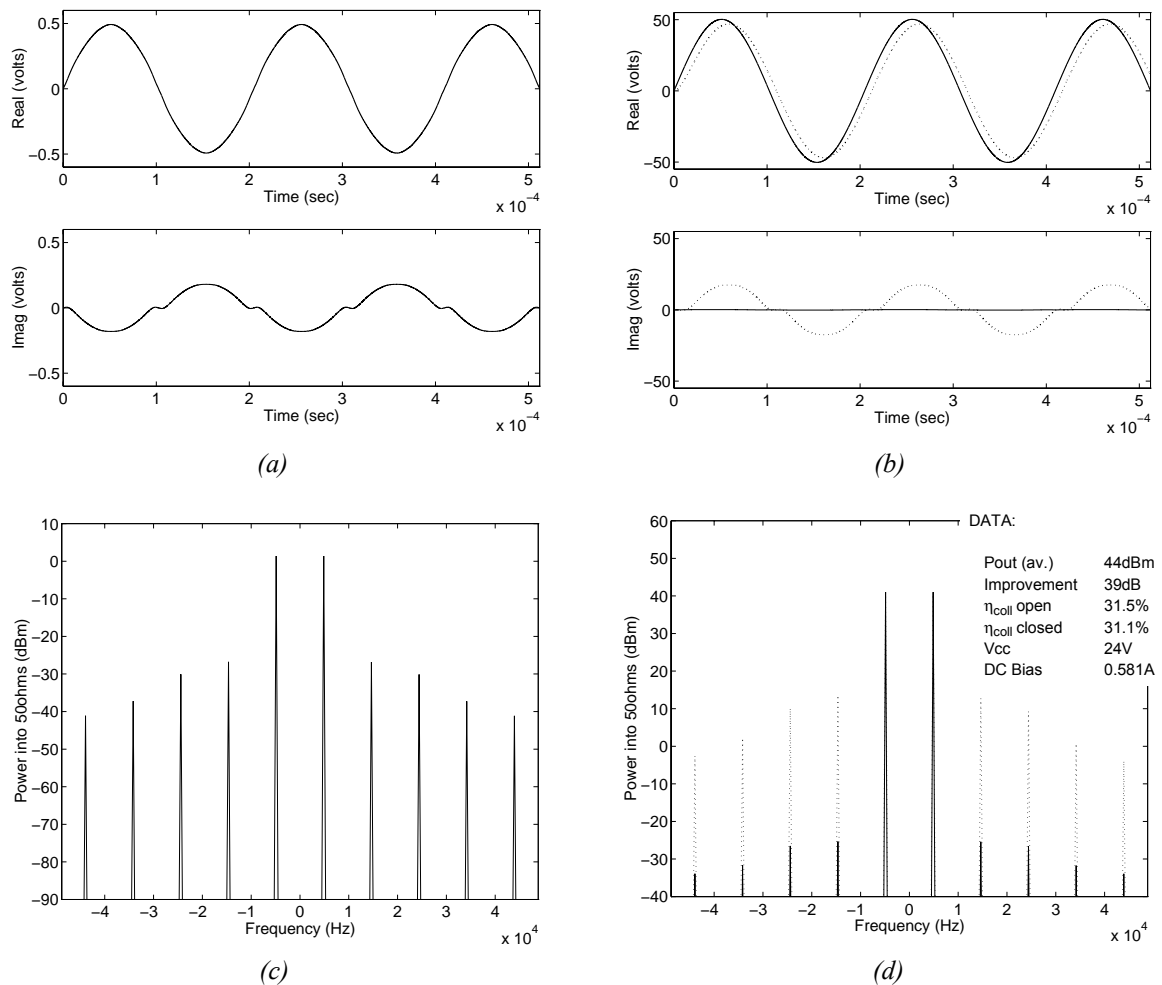 0.5
0
−0.5
Real (volts)
0 1 2 3 4 5
Time (sec)
x 10−4
0.5
0
−0.5
Imag (volts)
0 1 2 3 4 5
Time (sec)
x 10−4
(a)
50
0
−50
Real (volts)
0 1 2 3 4 5
Time (sec)
x 10−4
50
0
−50
Imag (volts)
0 1 2 3 4 5
Time (sec)
x 10−4
(b)
10
0
−10
−20
−30
−40
−50
−60
−70
−80
−90
Power into 50ohms (dBm)
−4 −3 −2 −1 0 1 2 3 4
Frequency (Hz)
x 10 4
(c)
60
50
40
30
20
10
0
−10
−20
−30
−40
Power into 50ohms (dBm)
DATA:
Pout (av.) 44dBm
Improvement 39dB
ηcoll open 31.5%
ηcoll closed 31.1%
Vcc 24V
DC Bias 0.581A
−4 −3 −2 −1 0 1 2 3 4
Frequency (Hz)
x 10 4
(d)